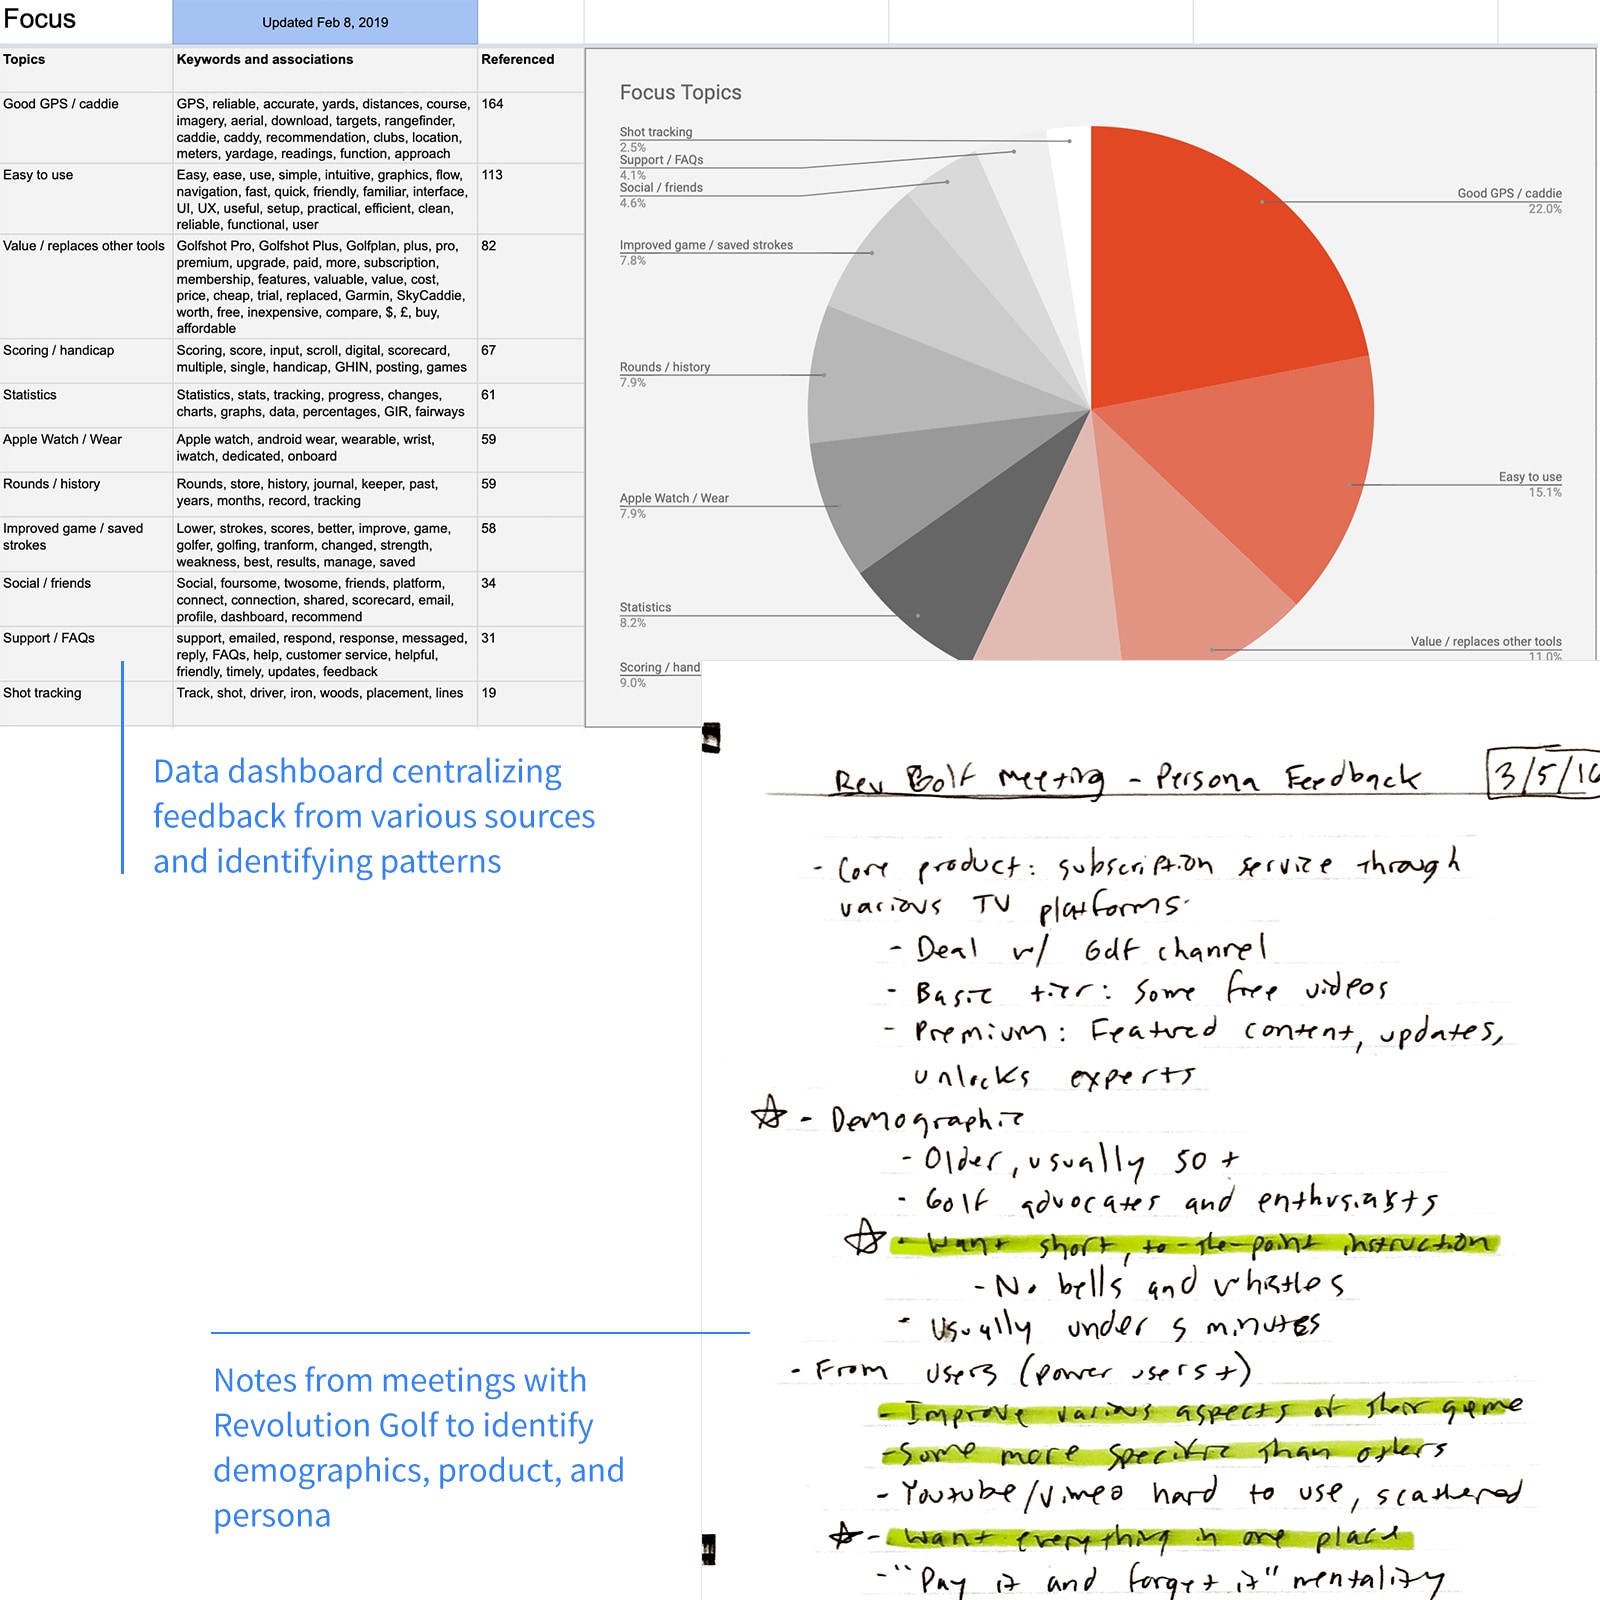 Focus
Updated Feb 8, 2019
Topics
Keywords and associations
Referenced
Good GPS / caddie
GPS, reliable, accurate, yards, distances, course,
imagery, aerial, download, targets, rangefinder,
caddie, caddy, recommendation, clubs, location,
meters, yardage, readings, function, approach
164
Easy to use
Easy, ease, use, simple, intuitive, graphics, flow,
navigation, fast, quick, friendly, familiar, interface,
UI, UX, useful, setup, practical, efficient, clean,
reliable, functional, user
113
Value / replaces other tools
Golfshot Pro, Golfshot Plus, Golfplan, plus, pro,
premium, upgrade, paid, more, subscription,
membership, features, valuable, value, cost,
price, cheap, trial, replaced, Garmin, SkyCaddie,
worth, free, inexpensive, compare, $, £, buy,
affordable
82
Scoring / handicap
Scoring, score, input, scroll, digital, scorecard,
multiple, single, handicap, GHIN, posting, games
67
Statistics
Statistics, stats, tracking, progress, changes,
charts, graphs, data, percentages, GIR, fairways
61
Apple Watch / Wear
Apple watch, android wear, wearable, wrist,
iwatch, dedicated, onboard
59
Rounds / history
Rounds, store, history, journal, keeper, past,
years, months, record, tracking
59
Improved game / saved
strokes
Lower, strokes, scores, better, improve, game,
golfer, golfing, tranform, changed, strength,
weakness, best, results, manage, saved
58
Social / friends
Social, foursome, twosome, friends, platform,
connect, connection, shared, scorecard, email,
profile, dashboard, recommend
34
Support / FAQs
support, emailed, respond, response, messaged,
reply, FAQs, help, customer service, helpful,
friendly, timely, updates, feedback
31
Shot tracking
Track, shot, driver, iron, woods, placement, lines
19
Focus Topics
Shot tracking
2.5%
Support / FAQs
4.1%
Social / friends
4.6%
Improved game / saved strokes
7.8%
Rounds / history
7.9%
Apple Watch / Wear
7.9%
Statistics
8.2%
Scoring / hand
9.0%
Good GPS / caddie
22.0%
Easy to use
15.1%
Value / replaces other tools
11.0%
Data dashboard centralizing
feedback from various sources
and identifying patterns
Rev Golf Meeting - Persona Feedback
3/5/16
- Core product: subscription service through
various TV platforms.
- Deal w/ Golf channel
- Basic tier: Some free videos
- Premium: Featured content, updates,
unlocks experts
- Demographic
- Older, usually 50 +
- Golf advocates and enthusiasts
- Want short, to-the-point instruction
- No bells and whistles
- Usually under 5 minutes
- From users (power users +)
- Improve various aspects of their game
- Some more specific than others
- Youtube/Vimeo hard to use, scattered
- Want everything in one place
- "Pay it and forget it" mentality
Notes from meetings with
Revolution Golf to identify
demographics, product, and
persona